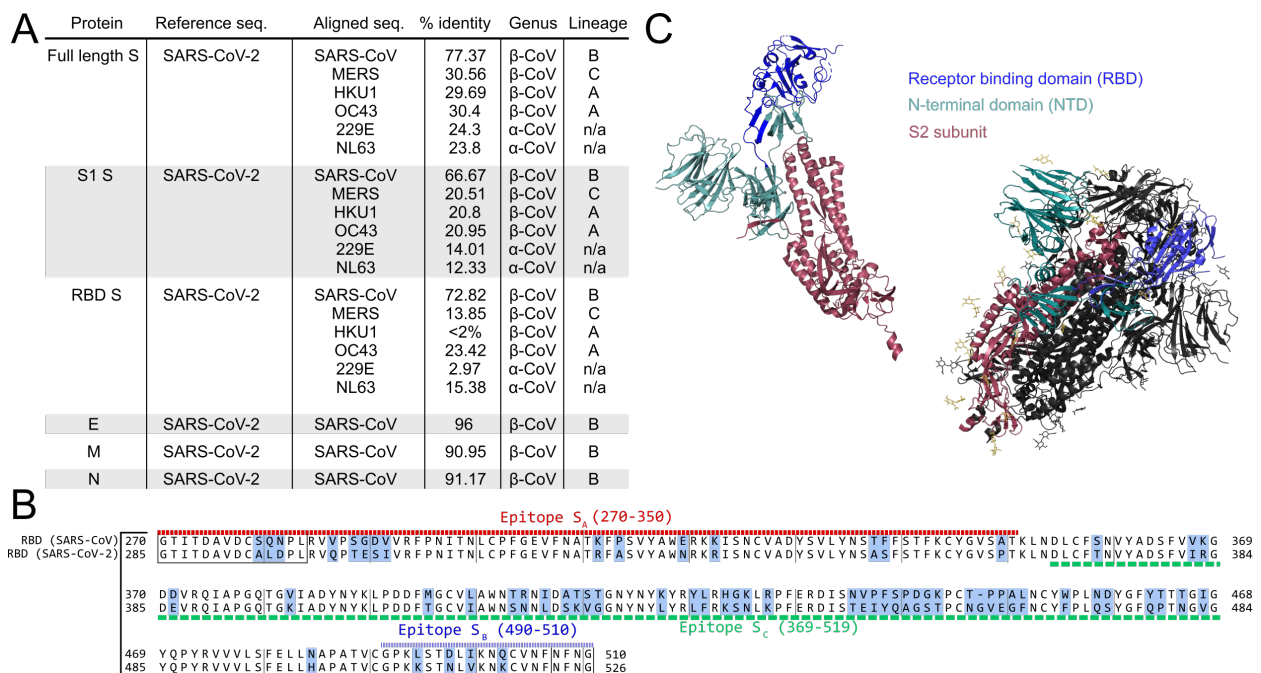 A
Protein Reference seq. Aligned seq. % identity Genus Lineage
Full length S SARS-CoV-2 SARS-CoV 77.37 β-CoV B
MERS 30.56 β-CoV C
HKU1 29.69 β-CoV A
OC43 30.4 β-CoV A
229E 24.3 α-CoV n/a
NL63 23.8 α-CoV n/a
S1 S SARS-CoV-2 SARS-CoV 66.67 β-CoV B
MERS 20.51 β-CoV C
HKU1 20.8 β-CoV A
OC43 20.95 β-CoV A
229E 14.01 α-CoV n/a
NL63 12.33 α-CoV n/a
RBD S SARS-CoV-2 SARS-CoV 72.82 β-CoV B
MERS 13.85 β-CoV C
HKU1 <2% β-CoV A
OC43 23.42 β-CoV A
229E 2.97 α-CoV n/a
NL63 15.38 α-CoV n/a
E SARS-CoV-2 SARS-CoV 96 β-CoV B
M SARS-CoV-2 SARS-CoV 90.95 β-CoV B
N SARS-CoV-2 SARS-CoV 91.17 β-CoV B
C
Receptor binding domain (RBD)
N-terminal domain (NTD)
S2 subunit
B
Epitope SA (270-350)
RBD (SARS-CoV) 270 GTITDAVDCSQNPLRVVPSGDVVRFPNITNLCPFGEVFNATKFPSVYAWERKKISNCVADYSVLYNSTFFSTFKCYGVSATKLNDLCFSNVYADSFVVKG 369
RBD (SARS-CoV-2) 285 GTITDAVDCALDPLRVQPTESIVRFPNITNLCPFGEVFNATRFASVYAWNRKRISNCVADYSVLYNSASFSTFKCYGVSPTKLNDLCFTNVYADSFVIRG 384
370 DDVRQIAPGQTGVIADYNYKLPDDFMGCVLAWNTRNIDATSTGNYNYKYRYLRHGKLRPFERDISNVPFSPDGKPCT-PPALNCYWPLNDYGFYTTTGIG 468
385 DEVRQIAPGQTGKIADYNYKLPDDFTGCVIAWNSNNLDSKVGGNYNYLYRLFRKSNLKPFERDISTEIYQAGSTPCNGVEGFNCYFPLQSYGFQPTNGVG 484
Epitope SB (490-510) Epitope SC (369-519)
469 YQPYRVVVLSFELLNAPATVCGPKLSTDLIKNQCVNFNFNG 510
485 YQPYRVVVLSFELLHAPATVCGPKKSTNLVKNKCVNFNFNG 526